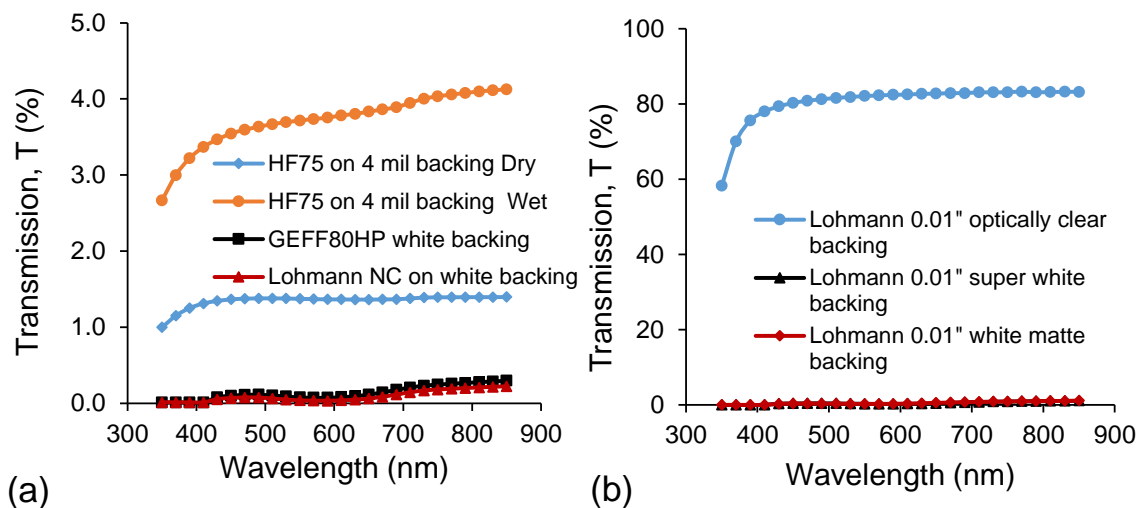 5.0
4.0
3.0
2.0
1.0
0.0
Transmission, T (%)
HF75 on 4 mil backing Dry
HF75 on 4 mil backing  Wet
GEFF80HP white backing
Lohmann NC on white backing
300 400 500 600 700 800 900
Wavelength (nm)
(a)
100
80
60
40
20
0
Transmission, T (%)
Lohmann 0.01" optically clear
backing
Lohmann 0.01" super white
backing
Lohmann 0.01" white matte
backing
300 400 500 600 700 800 900
Wavelength (nm)
(b)